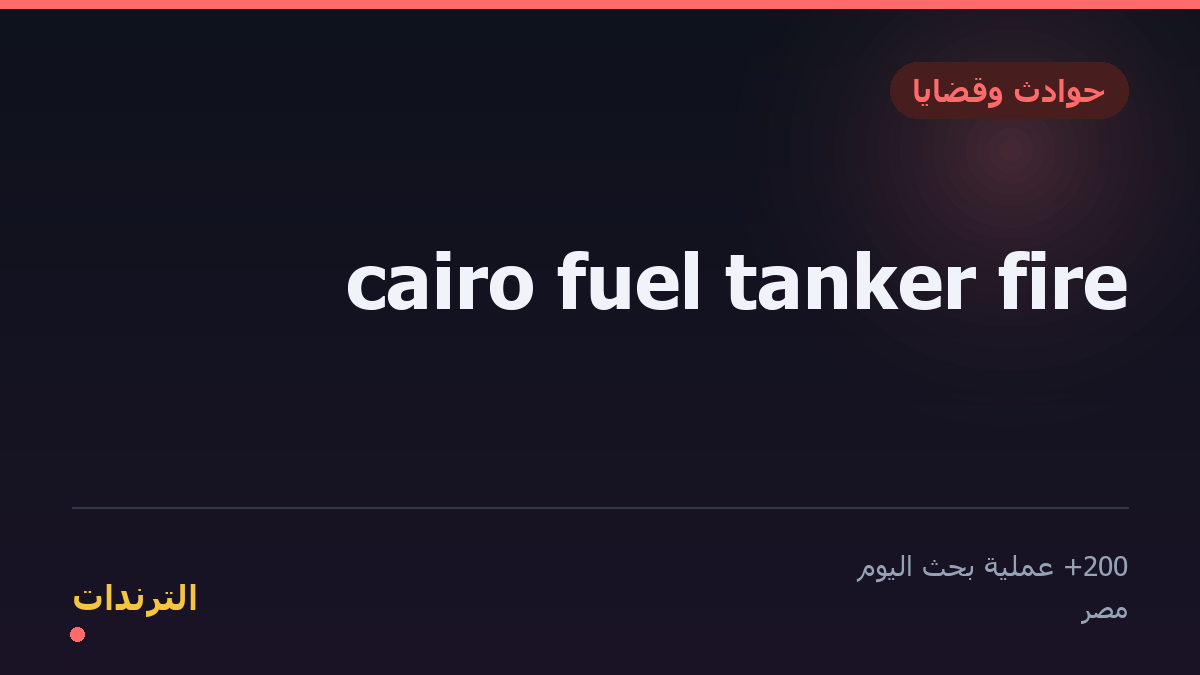 حوادث وقضايا
cairo fuel tanker fire
200+ عملية بحث اليوم
مصر
الترندات